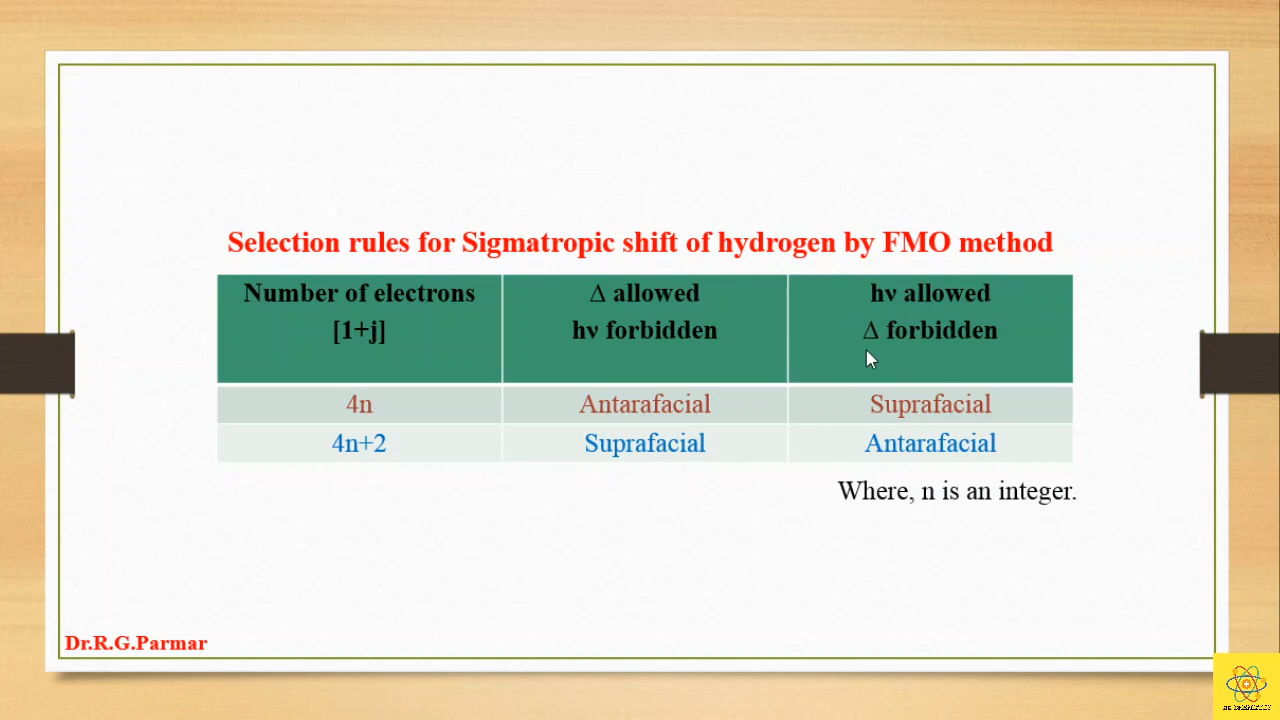 Selection rules for Sigmatropic shift of hydrogen by FMO method
Number of electrons
[1+j]
Δ allowed
hν forbidden
hν allowed
Δ forbidden
4n
Antarafacial
Suprafacial
4n+2
Suprafacial
Antarafacial
Where, n is an integer.
Dr.R.G.Parmar